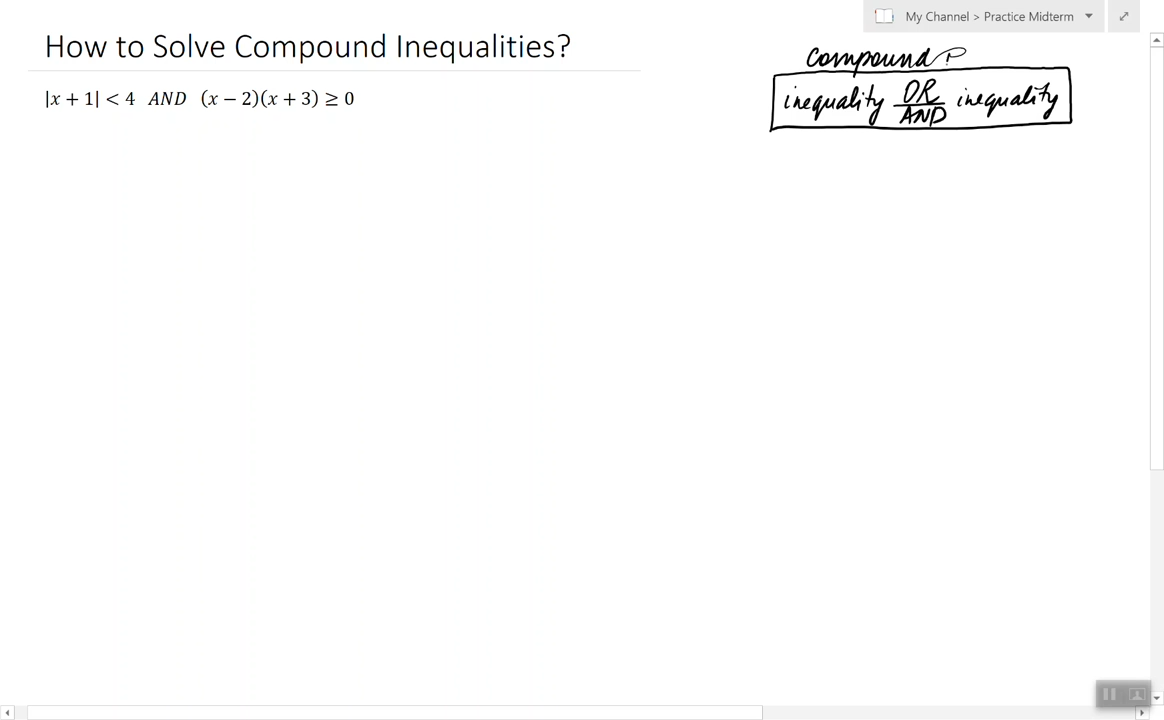 My Channel > Practice Midterm
How to Solve Compound Inequalities?
|x + 1| < 4 AND (x − 2)(x + 3) ≥ 0
Compound
inequality OR inequality
AND